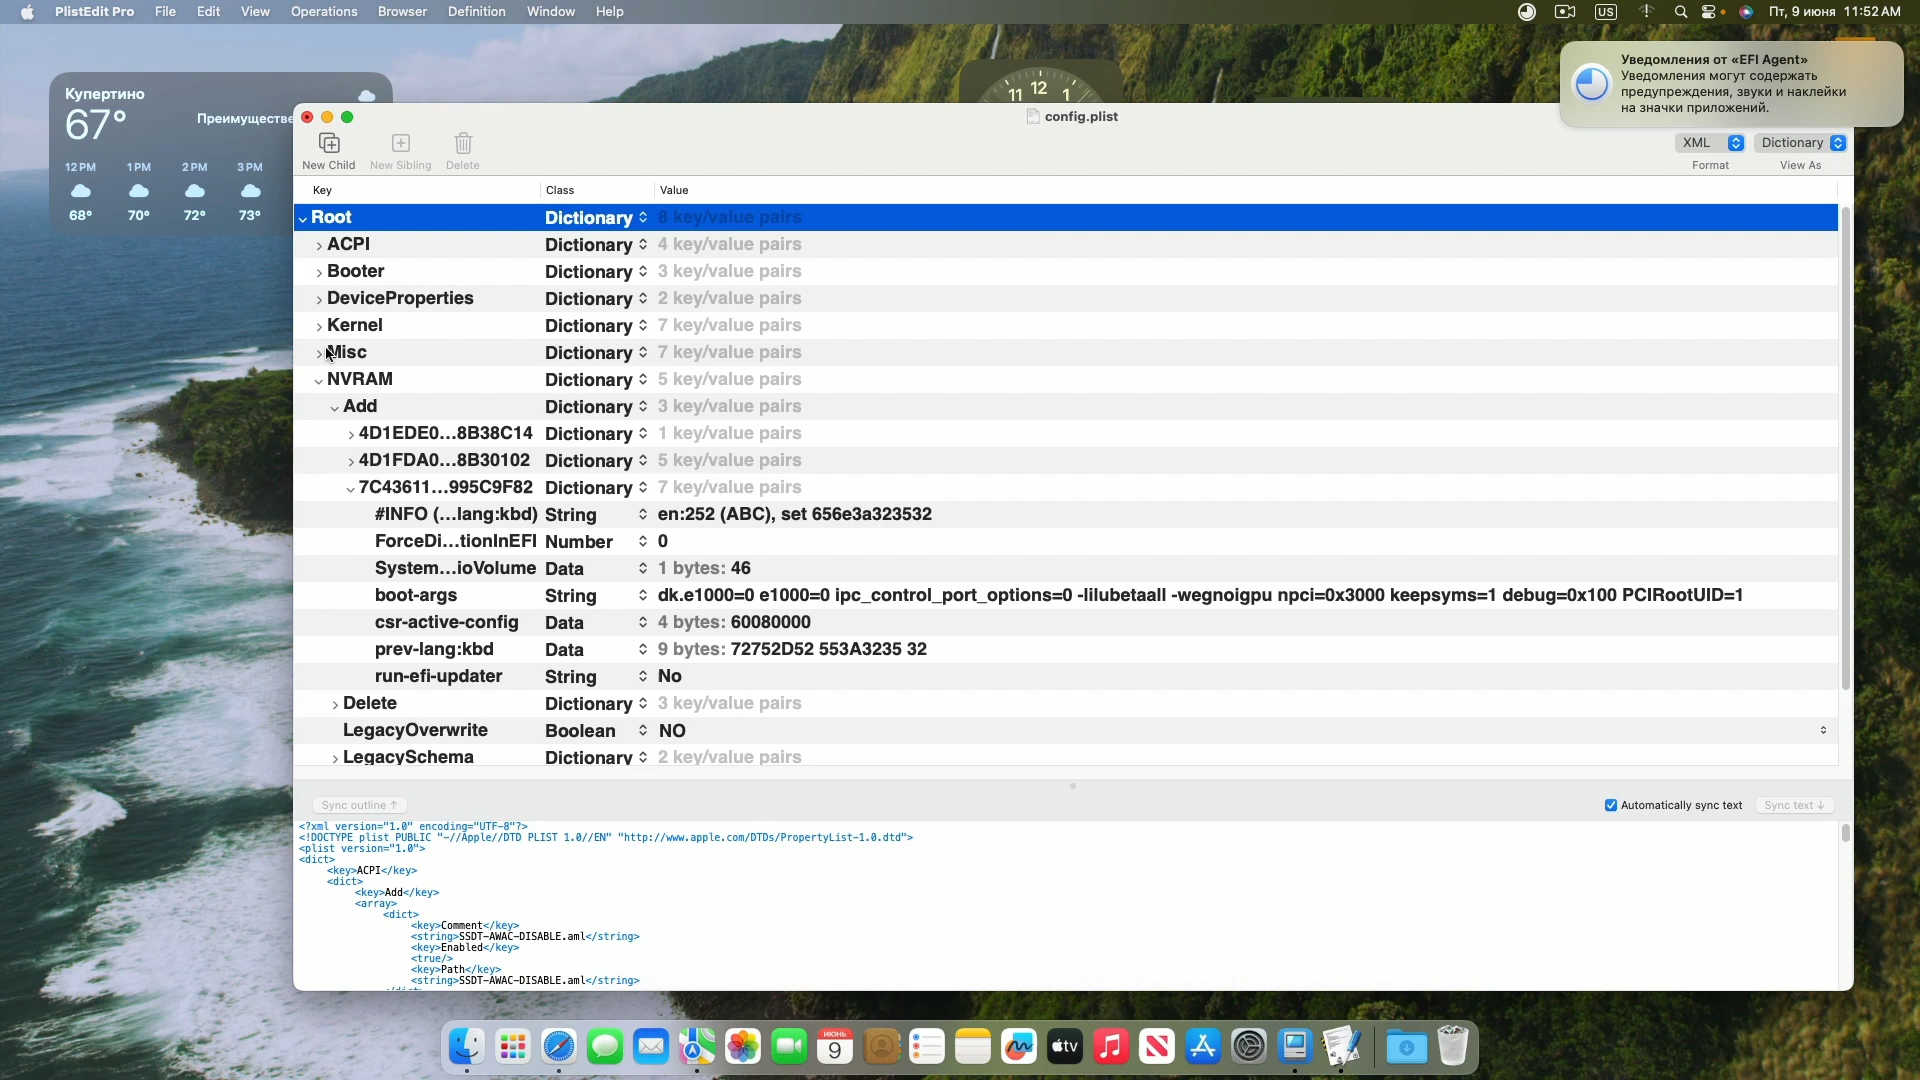 PlistEdit Pro File Edit View Operations Browser Definition Window Help
US Пт, 9 июня 11:52 AM
Уведомления от «EFI Agent»
Уведомления могут содержать
предупреждения, звуки и наклейки
на значки приложений.
Купертино
67°
Преимуществе
12 PM 1 PM 2 PM 3 PM
68° 70° 72° 73°
11 12 1
config.plist
New Child New Sibling Delete
XML Dictionary
Format View As
Key Class Value
Root Dictionary 8 key/value pairs
ACPI Dictionary 4 key/value pairs
Booter Dictionary 3 key/value pairs
DeviceProperties Dictionary 2 key/value pairs
Kernel Dictionary 7 key/value pairs
Misc Dictionary 7 key/value pairs
NVRAM Dictionary 5 key/value pairs
Add Dictionary 3 key/value pairs
4D1EDE0...8B38C14 Dictionary 1 key/value pairs
4D1FDA0...8B30102 Dictionary 5 key/value pairs
7C43611...995C9F82 Dictionary 7 key/value pairs
#INFO (...lang:kbd) String en:252 (ABC), set 656e3a323532
ForceDi...tionInEFI Number 0
System...ioVolume Data 1 bytes: 46
boot-args String dk.e1000=0 e1000=0 ipc_control_port_options=0 -lilubetaall -wegnoigpu npci=0x3000 keepsyms=1 debug=0x100 PCIRootUID=1
csr-active-config Data 4 bytes: 60080000
prev-lang:kbd Data 9 bytes: 72752D52 553A3235 32
run-efi-updater String No
Delete Dictionary 3 key/value pairs
LegacyOverwrite Boolean NO
LegacySchema Dictionary 2 key/value pairs
Sync outline ↑ Automatically sync text Sync text ↓
<?xml version="1.0" encoding="UTF-8"?>
<!DOCTYPE plist PUBLIC "-//Apple//DTD PLIST 1.0//EN" "http://www.apple.com/DTDs/PropertyList-1.0.dtd">
<plist version="1.0">
<dict>
<key>ACPI</key>
<dict>
<key>Add</key>
<array>
<dict>
<key>Comment</key>
<string>SSDT-AWAC-DISABLE.aml</string>
<key>Enabled</key>
<true/>
<key>Path</key>
<string>SSDT-AWAC-DISABLE.aml</string>
ИЮНЬ
9
tv